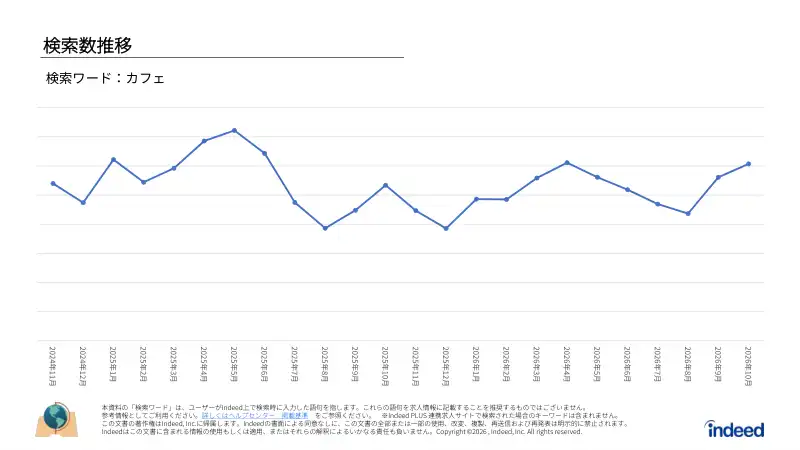 検索数推移
検索ワード：カフェ
2024年11月
2024年12月
2025年1月
2025年2月
2025年3月
2025年4月
2025年5月
2025年6月
2025年7月
2025年8月
2025年9月
2025年10月
2025年11月
2025年12月
2026年1月
2026年2月
2026年3月
2026年4月
2026年5月
2026年6月
2026年7月
2026年8月
2026年9月
2026年10月
本資料の「検索ワード」は、ユーザーがIndeed上で検索時に入力した語句を指します。これらの語句を求人情報に記載することを推奨するものではございません。
参考情報としてご利用ください。詳しくはヘルプセンター　掲載基準　をご参照ください。　※Indeed PLUS 連携求人サイトで検索された場合のキーワードは含まれません。
この文書の著作権はIndeed, Inc.に帰属します。Indeedの書面による同意なしに、この文書の全部または一部の使用、改変、複製、再送信および再発表は明示的に禁止されます。
Indeedはこの文書に含まれる情報の使用もしくは適用、またはそれらの解釈によるいかなる責任も負いません。Copyright ©2026 , Indeed, Inc. All rights reserved.
indeed